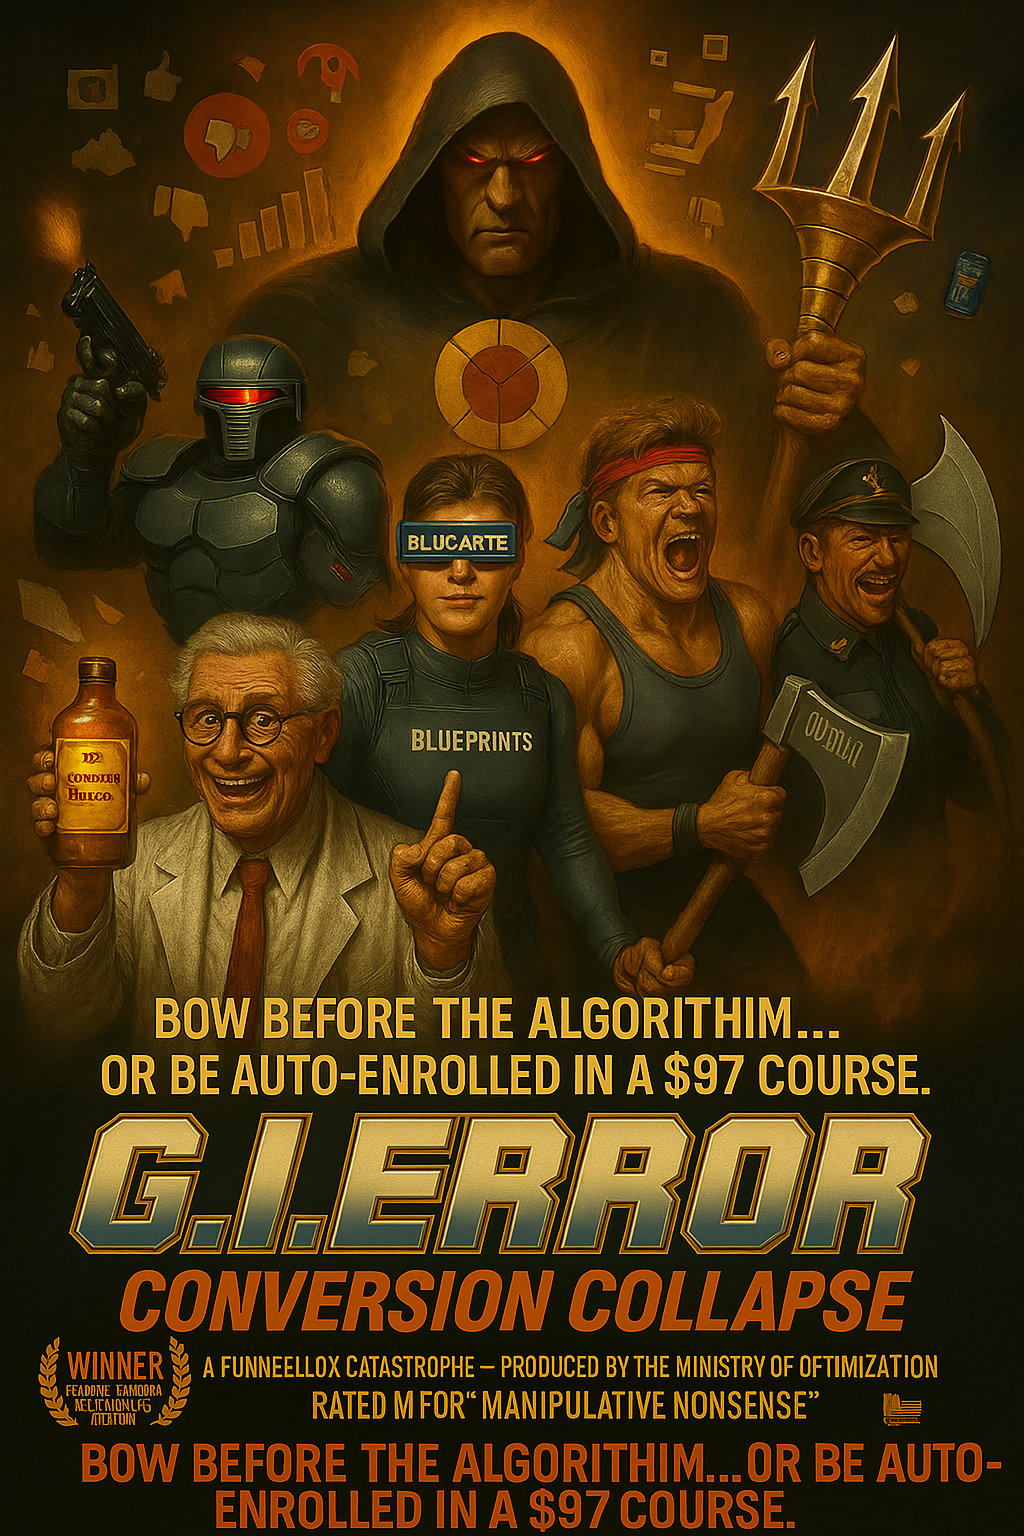 BLUCARTE
BLUEPRINTS
BOW BEFORE THE ALGORITHIM...
OR BE AUTO-ENROLLED IN A $97 COURSE.
G.I.ERROR
CONVERSION COLLAPSE
WINNER
A FUNNEELLOX CATASTROPHE – PRODUCED BY THE MINISTRY OF OFTIMIZATION
RATED M FOR “MANIPULATIVE NONSENSE”
BOW BEFORE THE ALGORITHIM...OR BE AUTO-
ENROLLED IN A $97 COURSE.